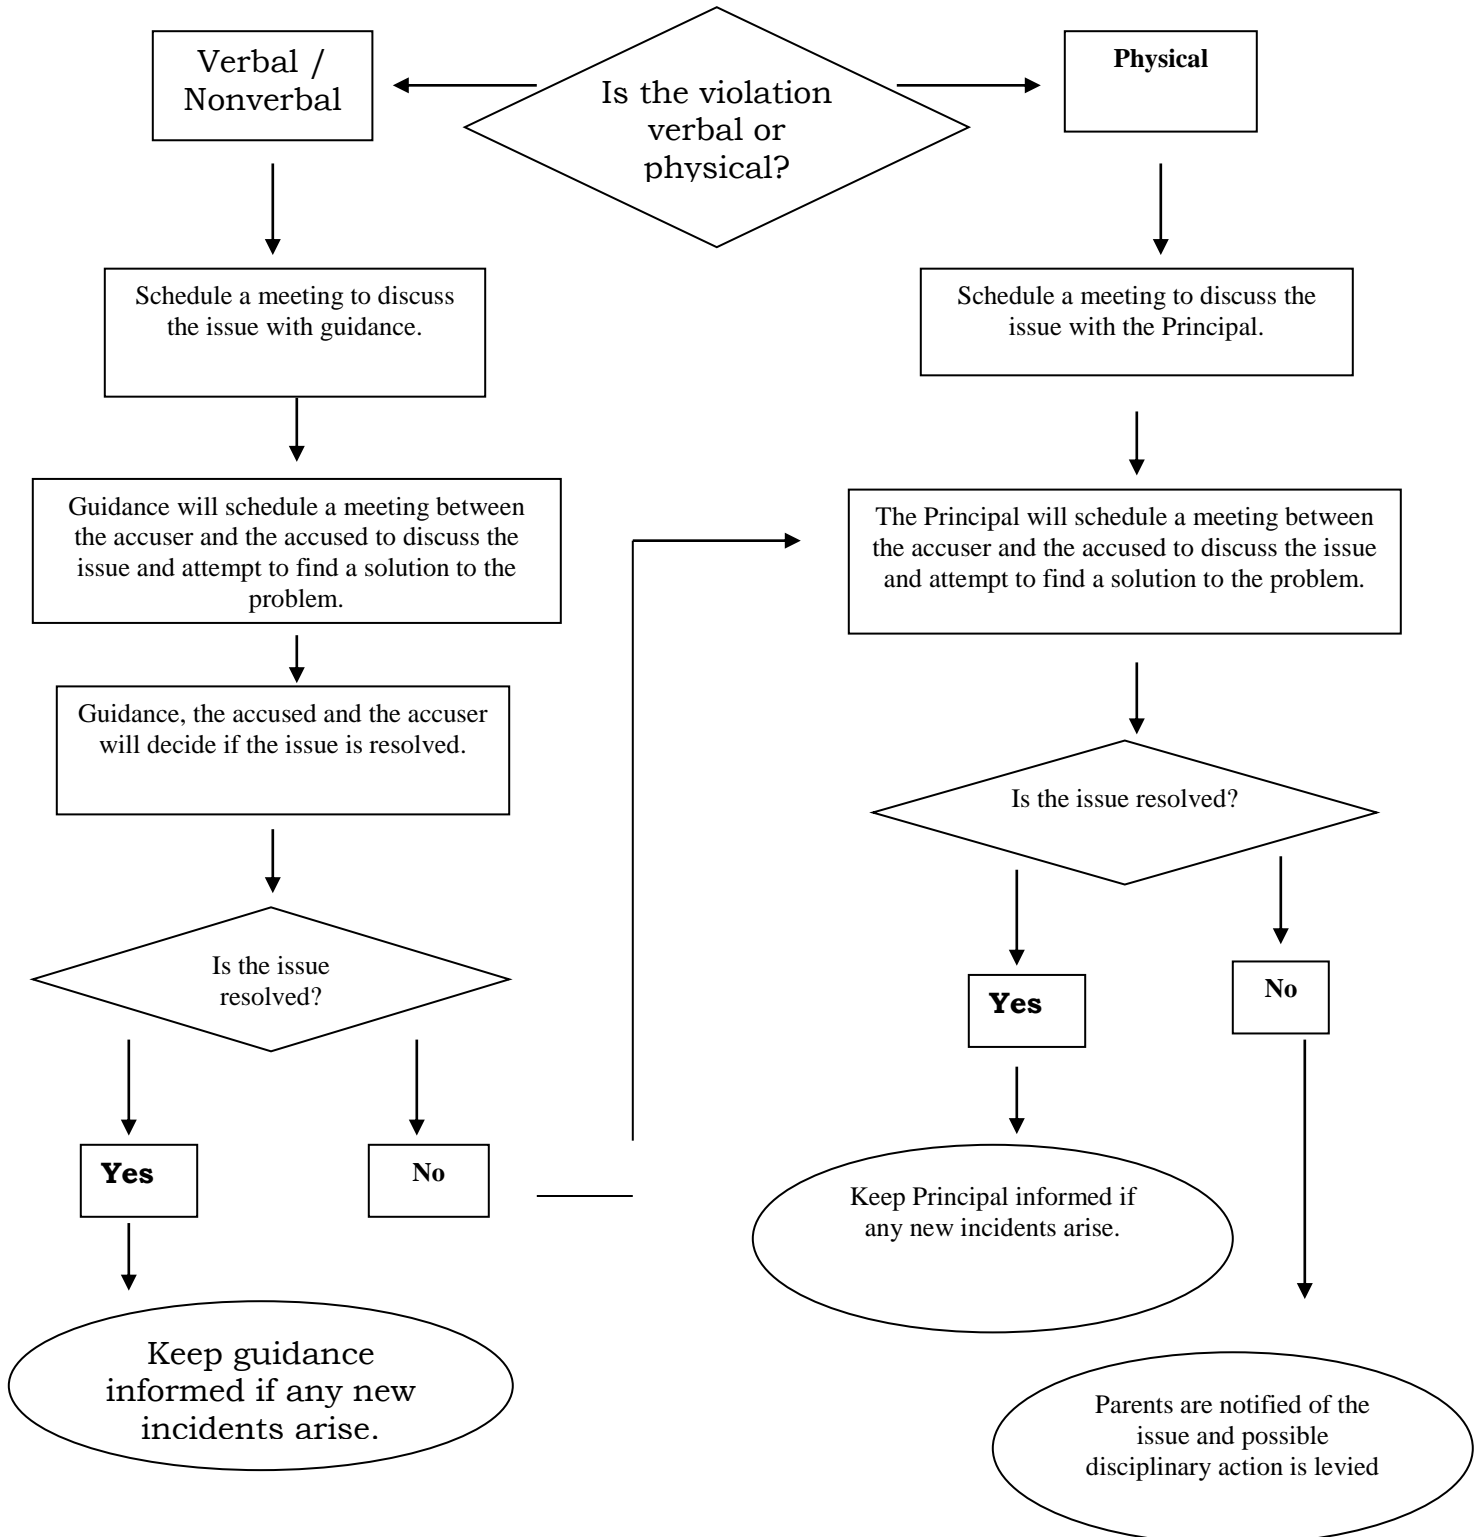 Verbal /
Nonverbal
Is the violation
verbal or
physical?
Physical
Schedule a meeting to discuss
the issue with guidance.
Schedule a meeting to discuss the
issue with the Principal.
Guidance will schedule a meeting between
the accuser and the accused to discuss the
issue and attempt to find a solution to the
problem.
The Principal will schedule a meeting between
the accuser and the accused to discuss the issue
and attempt to find a solution to the problem.
Guidance, the accused and the accuser
will decide if the issue is resolved.
Is the issue resolved?
Is the issue
resolved?
Yes
No
Yes
No
Keep Principal informed if
any new incidents arise.
Keep guidance
informed if any new
incidents arise.
Parents are notified of the
issue and possible
disciplinary action is levied